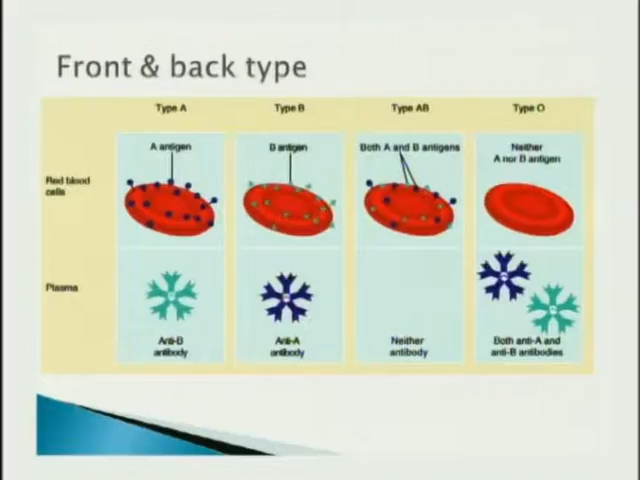 Front & back type
Type A
Type B
Type AB
Type O
A antigen
B antigen
Both A and B antigens
Neither
A nor B antigen
Red blood
cells
Plasma
Anti-B
antibody
Anti-A
antibody
Neither
antibody
Both anti-A and
anti-B antibodies